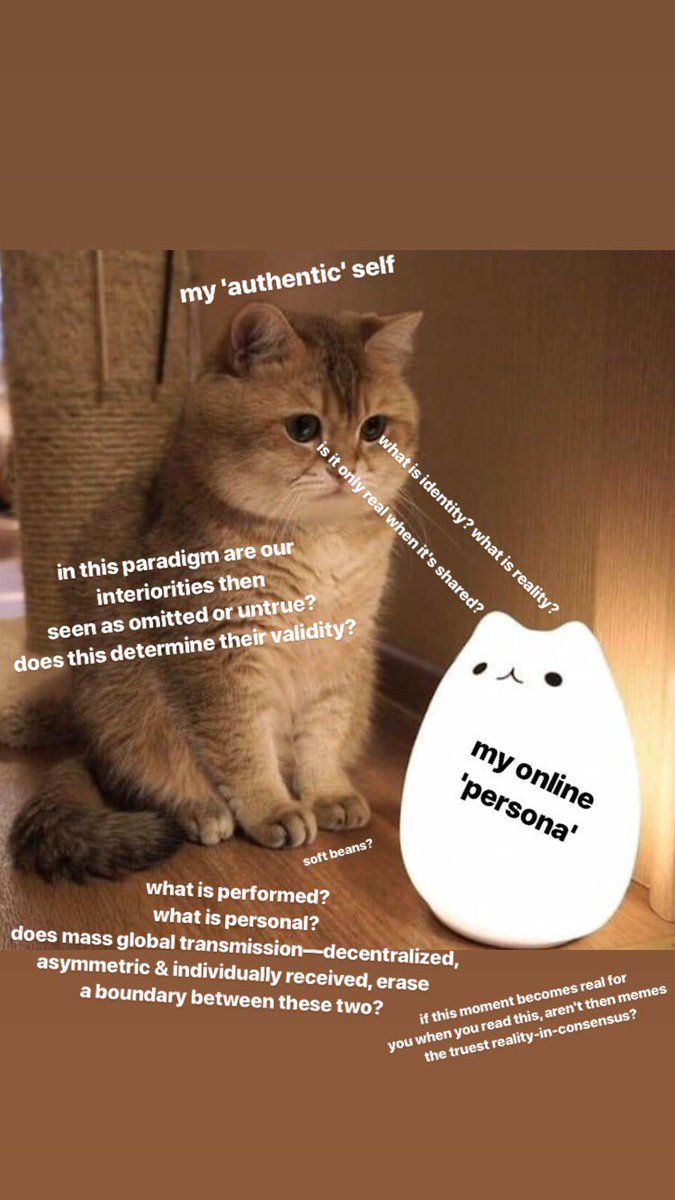 my 'authentic' self
what is identity? what is reality?
is it only real when it's shared?
in this paradigm are our
interiorities then
seen as omitted or untrue?
does this determine their validity?
my online
'persona'
soft beans?
what is performed?
what is personal?
does mass global transmission—decentralized,
asymmetric & individually received, erase
a boundary between these two?
if this moment becomes real for
you when you read this, aren't then memes
the truest reality-in-consensus?